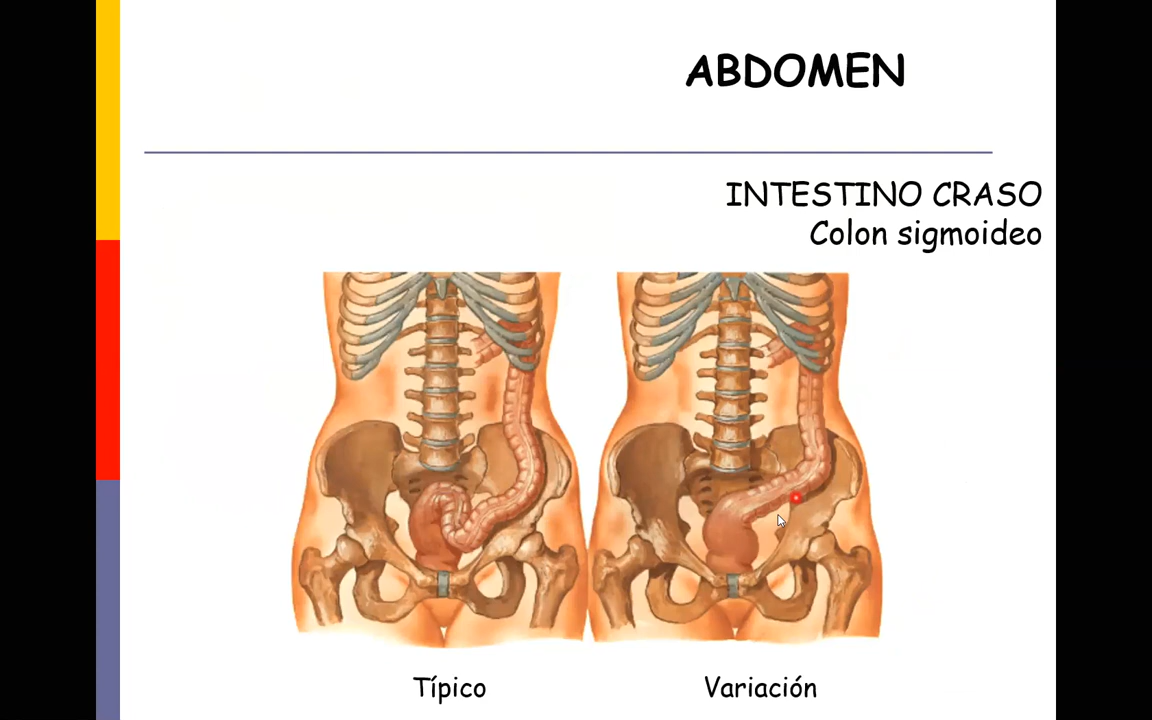 ABDOMEN
INTESTINO CRASO
Colon sigmoideo
Típico
Variación